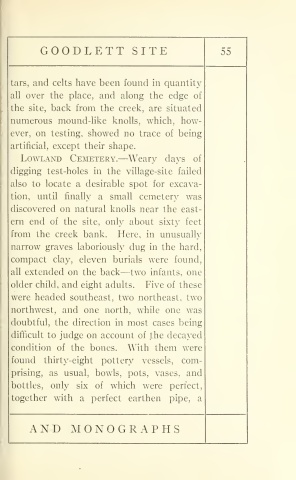 GOODLETT SITE
55
tars, and celts have been found in quantity
all over the place, and along the edge of
the site, back from the creek, are situated
numerous mound-like knolls, which, how-
ever, on testing, showed no trace of being
artificial, except their shape.
LOWLAND CEMETERY.—Weary days of
digging test-holes in the village-site failed
also to locate a desirable spot for excava-
tion, until finally a small cemetery was
discovered on natural knolls near the east-
ern end of the site, only about sixty feet
from the creek bank. Here, in unusually
narrow graves laboriously dug in the hard,
compact clay, eleven burials were found,
all extended on the back—two infants, one
older child, and eight adults. Five of these
were headed southeast, two northeast, two
northwest, and one north, while one was
doubtful, the direction in most cases being
difficult to judge on account of the decayed
condition of the bones. With them were
found thirty-eight pottery vessels, com-
prising, as usual, bowls, pots, vases, and
bottles, only six of which were perfect,
together with a perfect earthen pipe, a
AND MONOGRAPHS